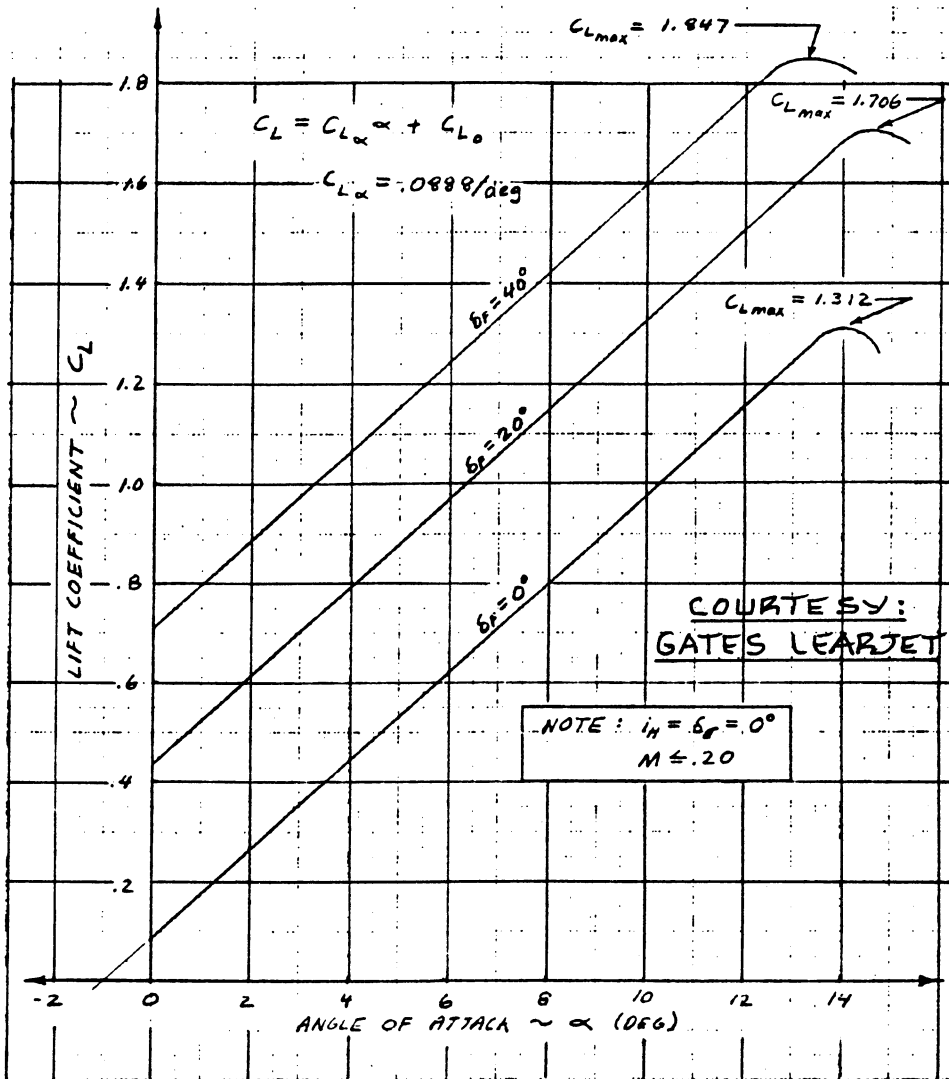 C_Lmax = 1.847
1.8
C_L = C_Lα α + C_L0
C_Lmax = 1.706
C_Lα = .0888/deg
1.6
1.4
δF = 40°
C_Lmax = 1.312
LIFT COEFFICIENT ~ C_L
1.2
δF = 20°
1.0
.8
δF = 0°
COURTESY:
GATES LEARJET
.6
NOTE: i_H = δ_E = 0°
M ≤ .20
.4
.2
-2 0 2 4 6 8 10 12 14
ANGLE OF ATTACK ~ α (DEG)